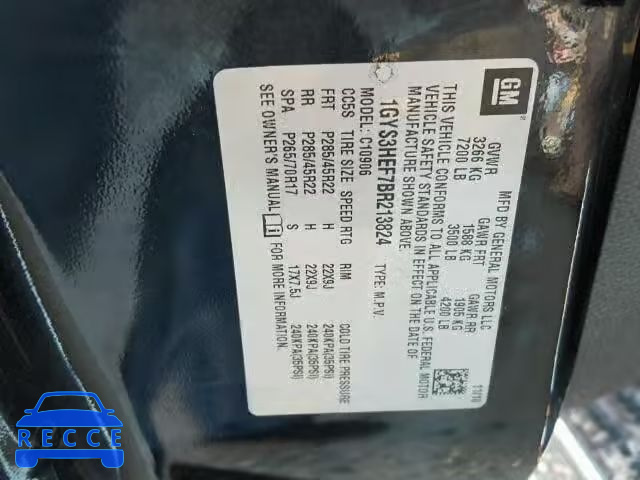 GM
MFD BY GENERAL MOTORS LLC
GVWR GAWR FRT GAWR RR
3266 KG 1588 KG 1905 KG
7200 LB 3500 LB 4200 LB
THIS VEHICLE CONFORMS TO ALL APPLICABLE U.S. FEDERAL MOTOR
VEHICLE SAFETY STANDARDS IN EFFECT ON THE DATE OF
MANUFACTURE SHOWN ABOVE.
1GYS3HEF7BR213824 TYPE: M.P.V.
MODEL: C10906
CC5S TIRE SIZE SPEED RTG RIM COLD TIRE PRESSURE
FRT P285/45R22 H 22X9J 240KPA(35PSI)
RR P285/45R22 H 22X9J 240KPA(35PSI)
SPA P265/70R17 S 17X7.5J 240KPA(35PSI)
SEE OWNER'S MANUAL FOR MORE INFORMATION.
11/10
RECCE